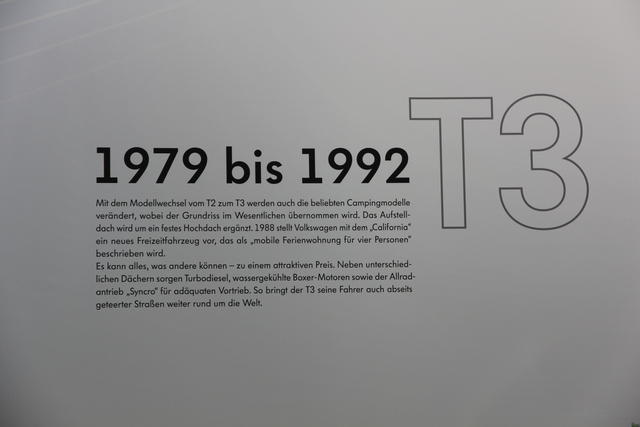 T3
1979 bis 1992
Mit dem Modellwechsel vom T2 zum T3 werden auch die beliebten Campingmodelle
verändert, wobei der Grundriss im Wesentlichen übernommen wird. Das Aufstell-
dach wird um ein festes Hochdach ergänzt. 1988 stellt Volkswagen mit dem „California“
ein neues Freizeitfahrzeug vor, das als „mobile Ferienwohnung für vier Personen“
beschrieben wird.
Es kann alles, was andere können – zu einem attraktiven Preis. Neben unterschied-
lichen Dächern sorgen Turbodiesel, wassergekühlte Boxer-Motoren sowie der Allrad-
antrieb „Syncro“ für adäquaten Vortrieb. So bringt der T3 seine Fahrer auch abseits
geteerter Straßen weiter rund um die Welt.